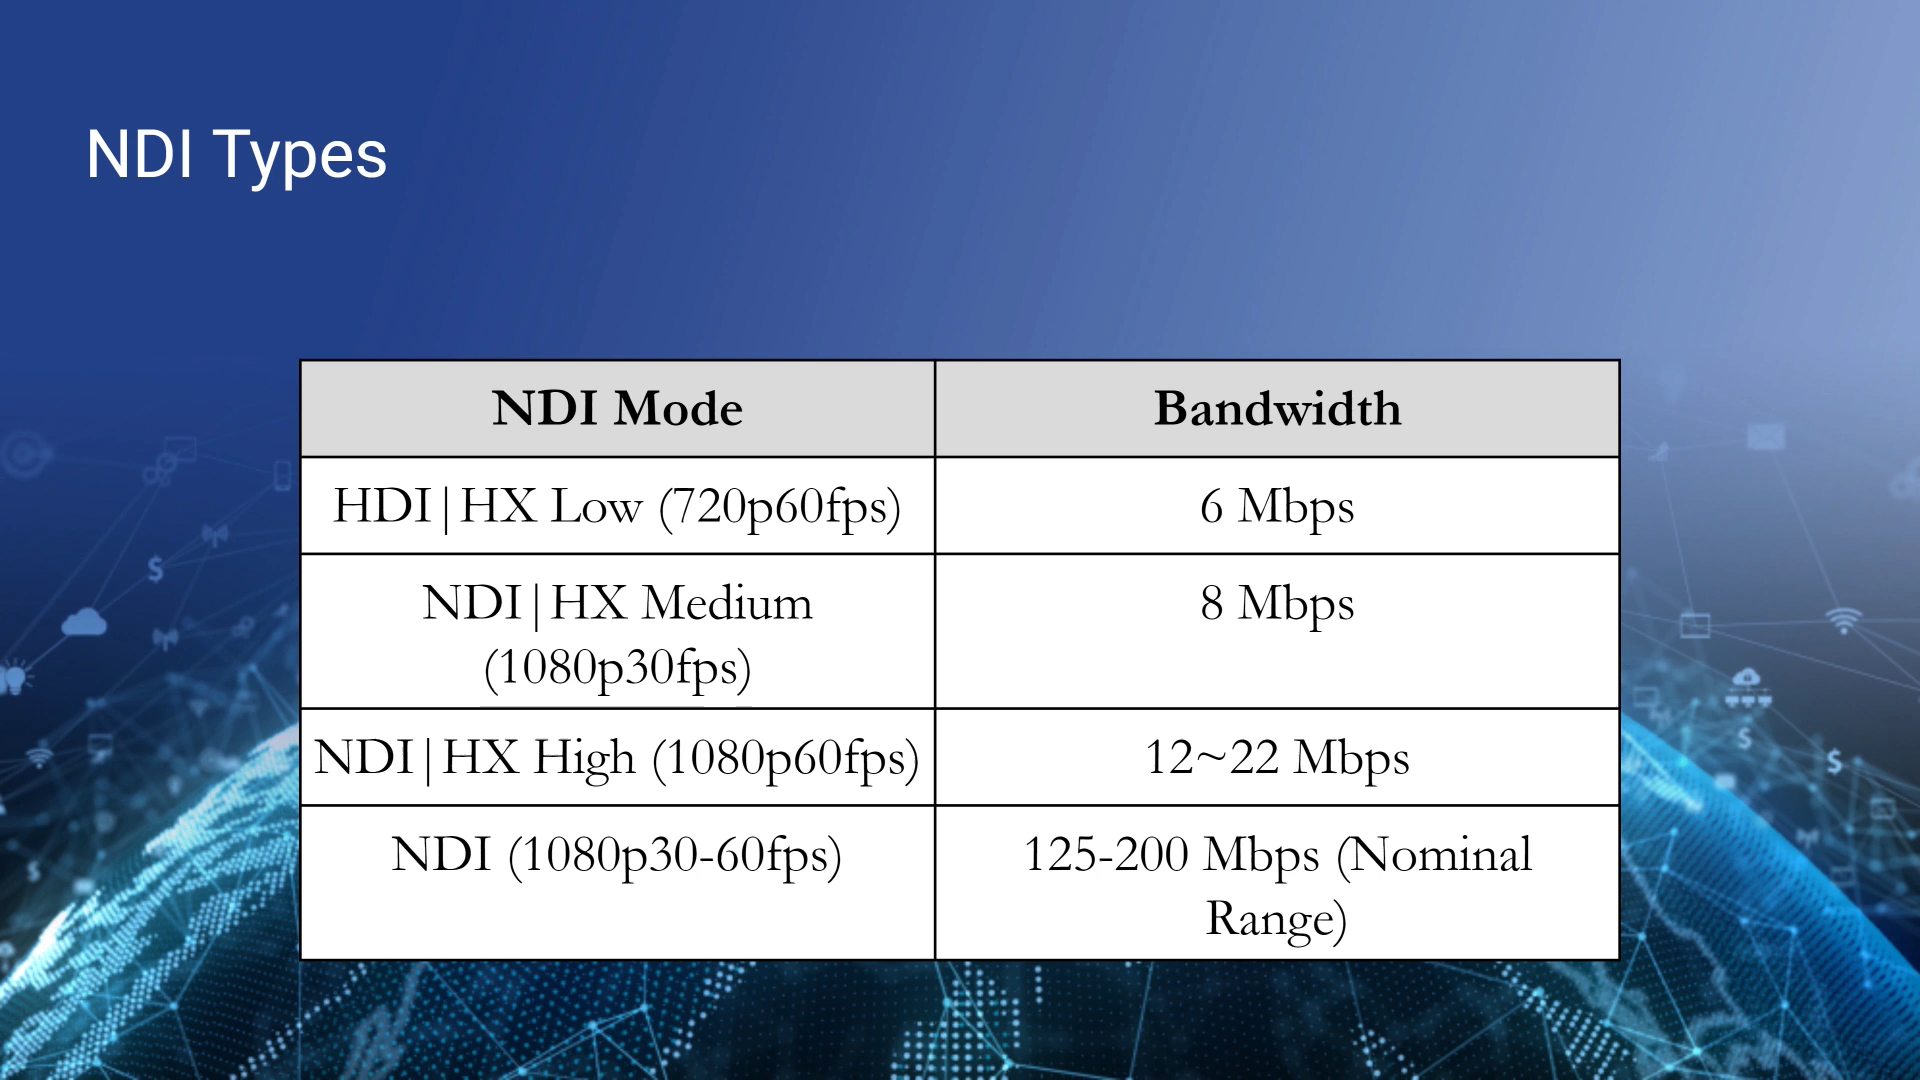 NDI Types
NDI Mode
Bandwidth
HDI|HX Low (720p60fps)
6 Mbps
NDI|HX Medium
(1080p30fps)
8 Mbps
NDI|HX High (1080p60fps)
12~22 Mbps
NDI (1080p30-60fps)
125-200 Mbps (Nominal
Range)